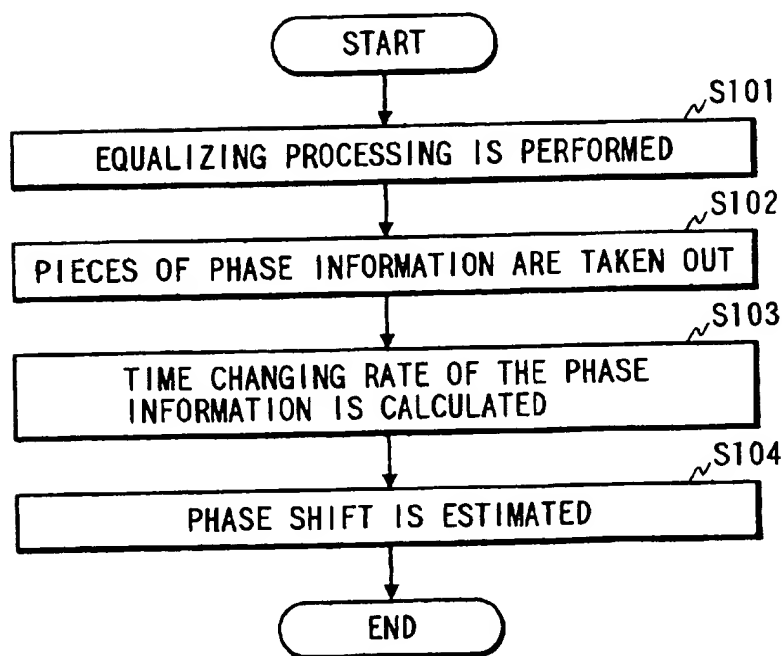 START
S101
EQUALIZING PROCESSING IS PERFORMED
S102
PIECES OF PHASE INFORMATION ARE TAKEN OUT
S103
TIME CHANGING RATE OF THE PHASE
INFORMATION IS CALCULATED
S104
PHASE SHIFT IS ESTIMATED
END